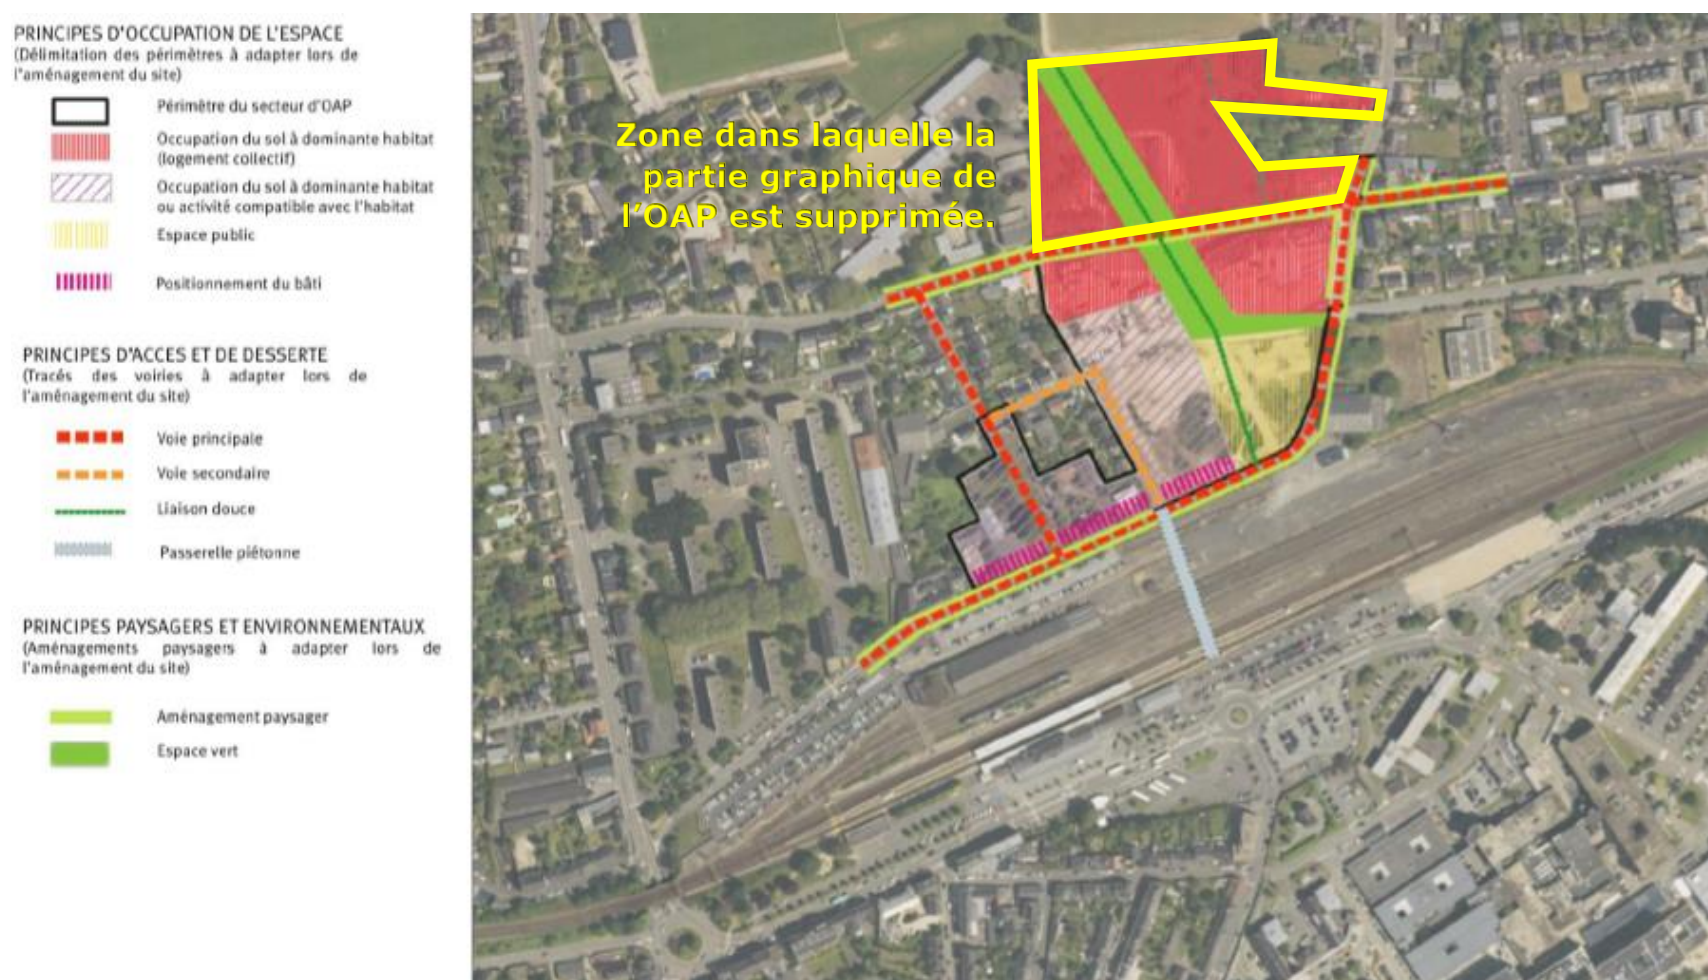 PRINCIPES D'OCCUPATION DE L'ESPACE
(Délimitation des périmètres à adapter lors de
l'aménagement du site)
Périmètre du secteur d'OAP
Occupation du sol à dominante habitat
(logement collectif)
Occupation du sol à dominante habitat
ou activité compatible avec l'habitat
Espace public
Positionnement du bâti
PRINCIPES D'ACCES ET DE DESSERTE
(Tracés des voiries à adapter lors de
l'aménagement du site)
Voie principale
Voie secondaire
Liaison douce
Passerelle piétonne
PRINCIPES PAYSAGERS ET ENVIRONNEMENTAUX
(Aménagements paysagers à adapter lors de
l'aménagement du site)
Aménagement paysager
Espace vert
Zone dans laquelle la
partie graphique de
l'OAP est supprimée.